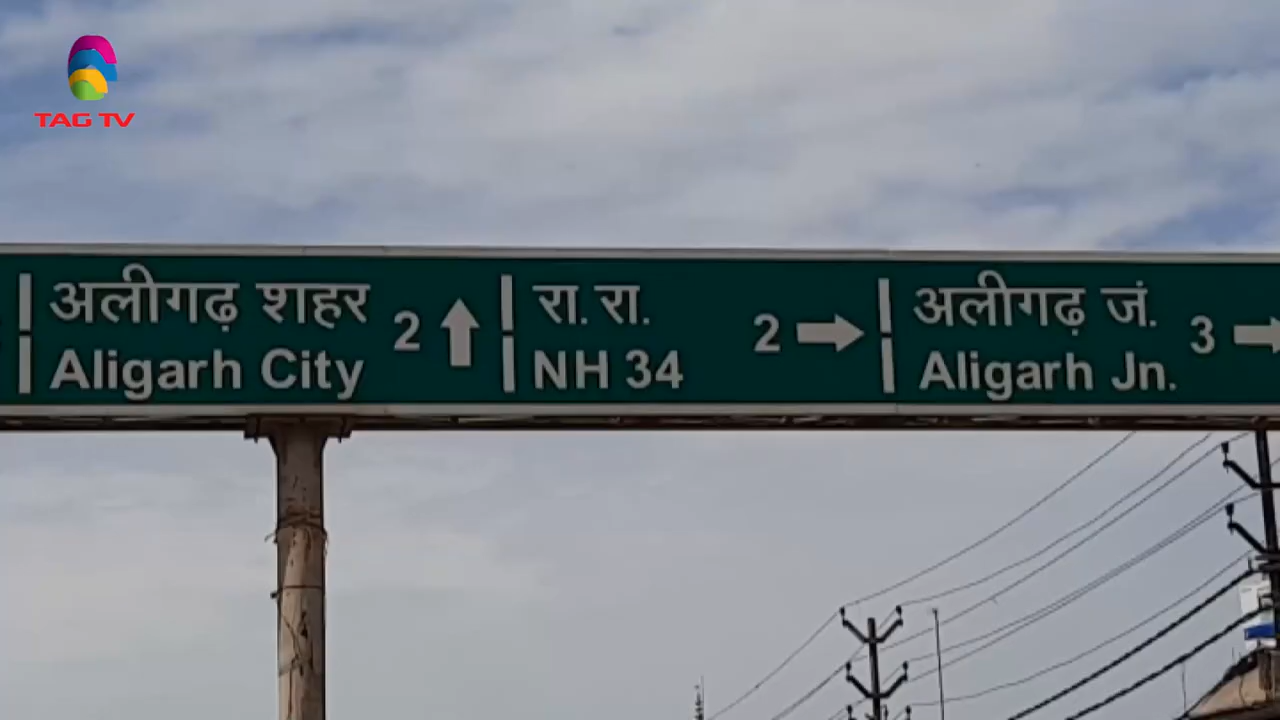 TAG TV
अलीगढ़ शहर 2
Aligarh City
रा. रा. 2
NH 34
अलीगढ़ जं. 3
Aligarh Jn.